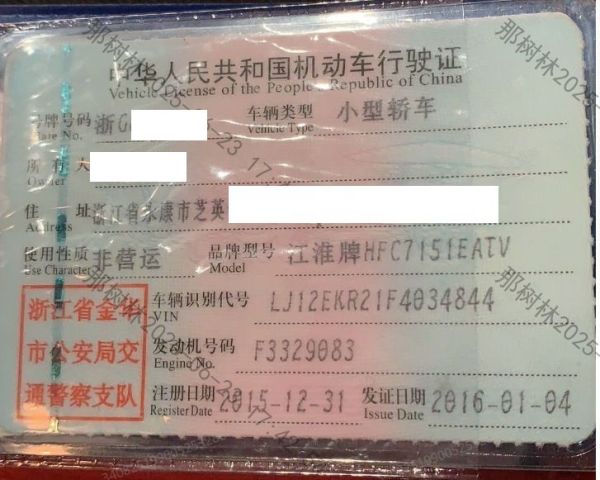 中华人民共和国机动车行驶证
Vehicle License of the People's Republic of China
号牌号码 浙G 车辆类型 小型轿车
Plate No. Vehicle Type
所有人
Owner
住址 浙江省永康市芝英
Address
使用性质 非营运 品牌型号 江淮牌HFC7151EATV
Use Character Model
浙江省金华
市公安局交
通警察支队
车辆识别代号 LJ12EKR21F4034844
VIN
发动机号码 F3329083
Engine No.
注册日期 2015-12-31 发证日期 2016-01-04
Register Date Issue Date
那树林2025